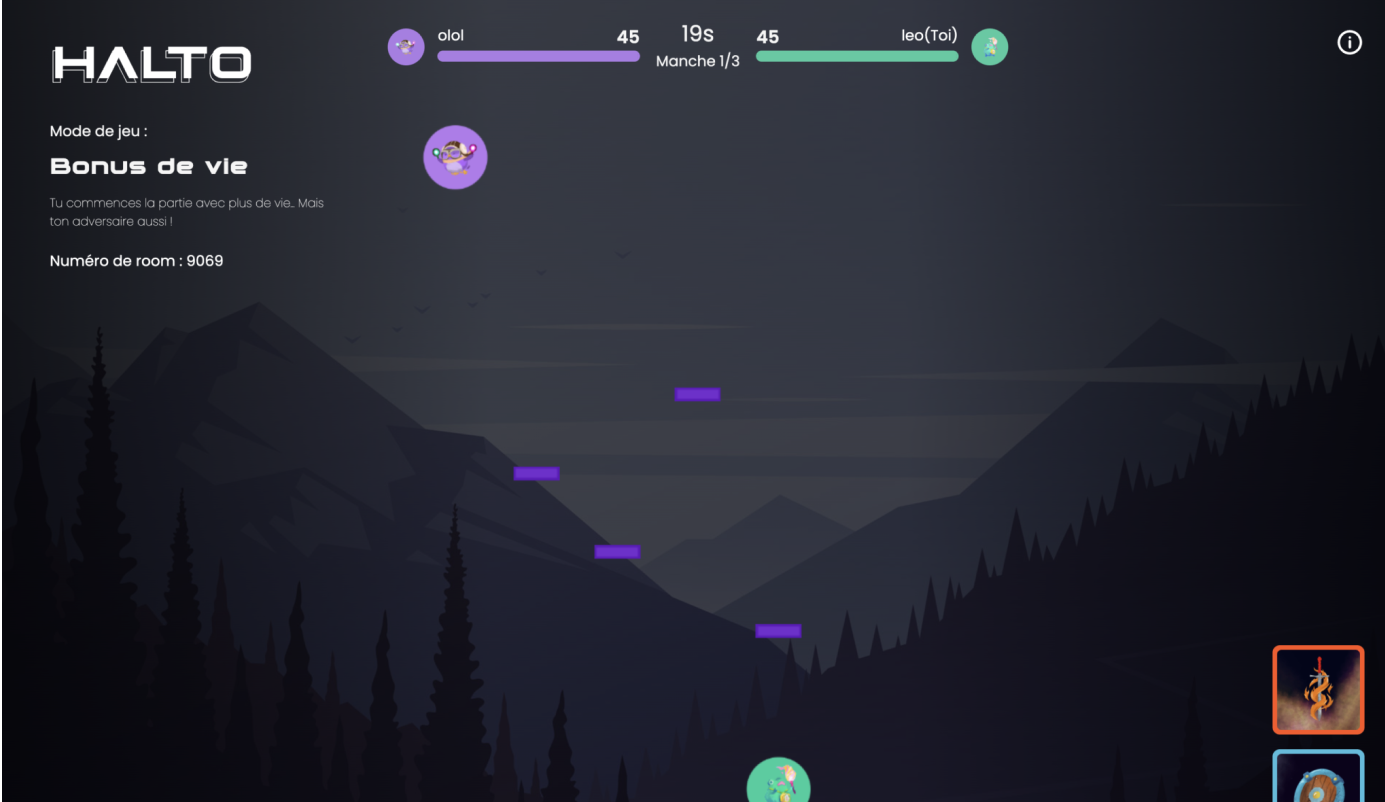 HALTO
olol
45
19s
45
leo(Toi)
Manche 1/3
Mode de jeu :
Bonus de vie
Tu commences la partie avec plus de vie... Mais
ton adversaire aussi !
Numéro de room : 9069